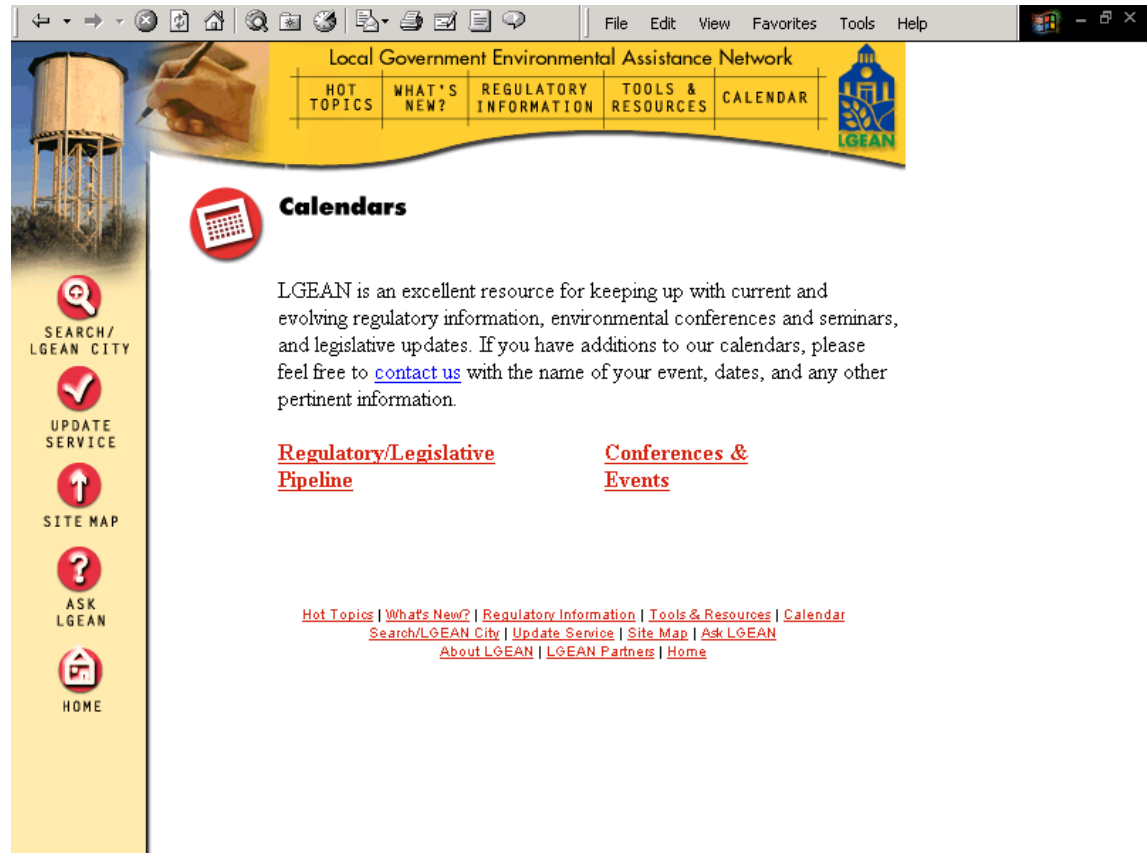 File Edit View Favorites Tools Help
Local Government Environmental Assistance Network
HOT TOPICS
WHAT'S NEW?
REGULATORY INFORMATION
TOOLS & RESOURCES
CALENDAR
LGEAN
Calendars
LGEAN is an excellent resource for keeping up with current and
evolving regulatory information, environmental conferences and seminars,
and legislative updates. If you have additions to our calendars, please
feel free to contact us with the name of your event, dates, and any other
pertinent information.
Regulatory/Legislative
Pipeline
Conferences &
Events
SEARCH/
LGEAN CITY
UPDATE
SERVICE
SITE MAP
ASK
LGEAN
HOME
Hot Topics | What's New? | Regulatory Information | Tools & Resources | Calendar
Search/LGEAN City | Update Service | Site Map | Ask LGEAN
About LGEAN | LGEAN Partners | Home